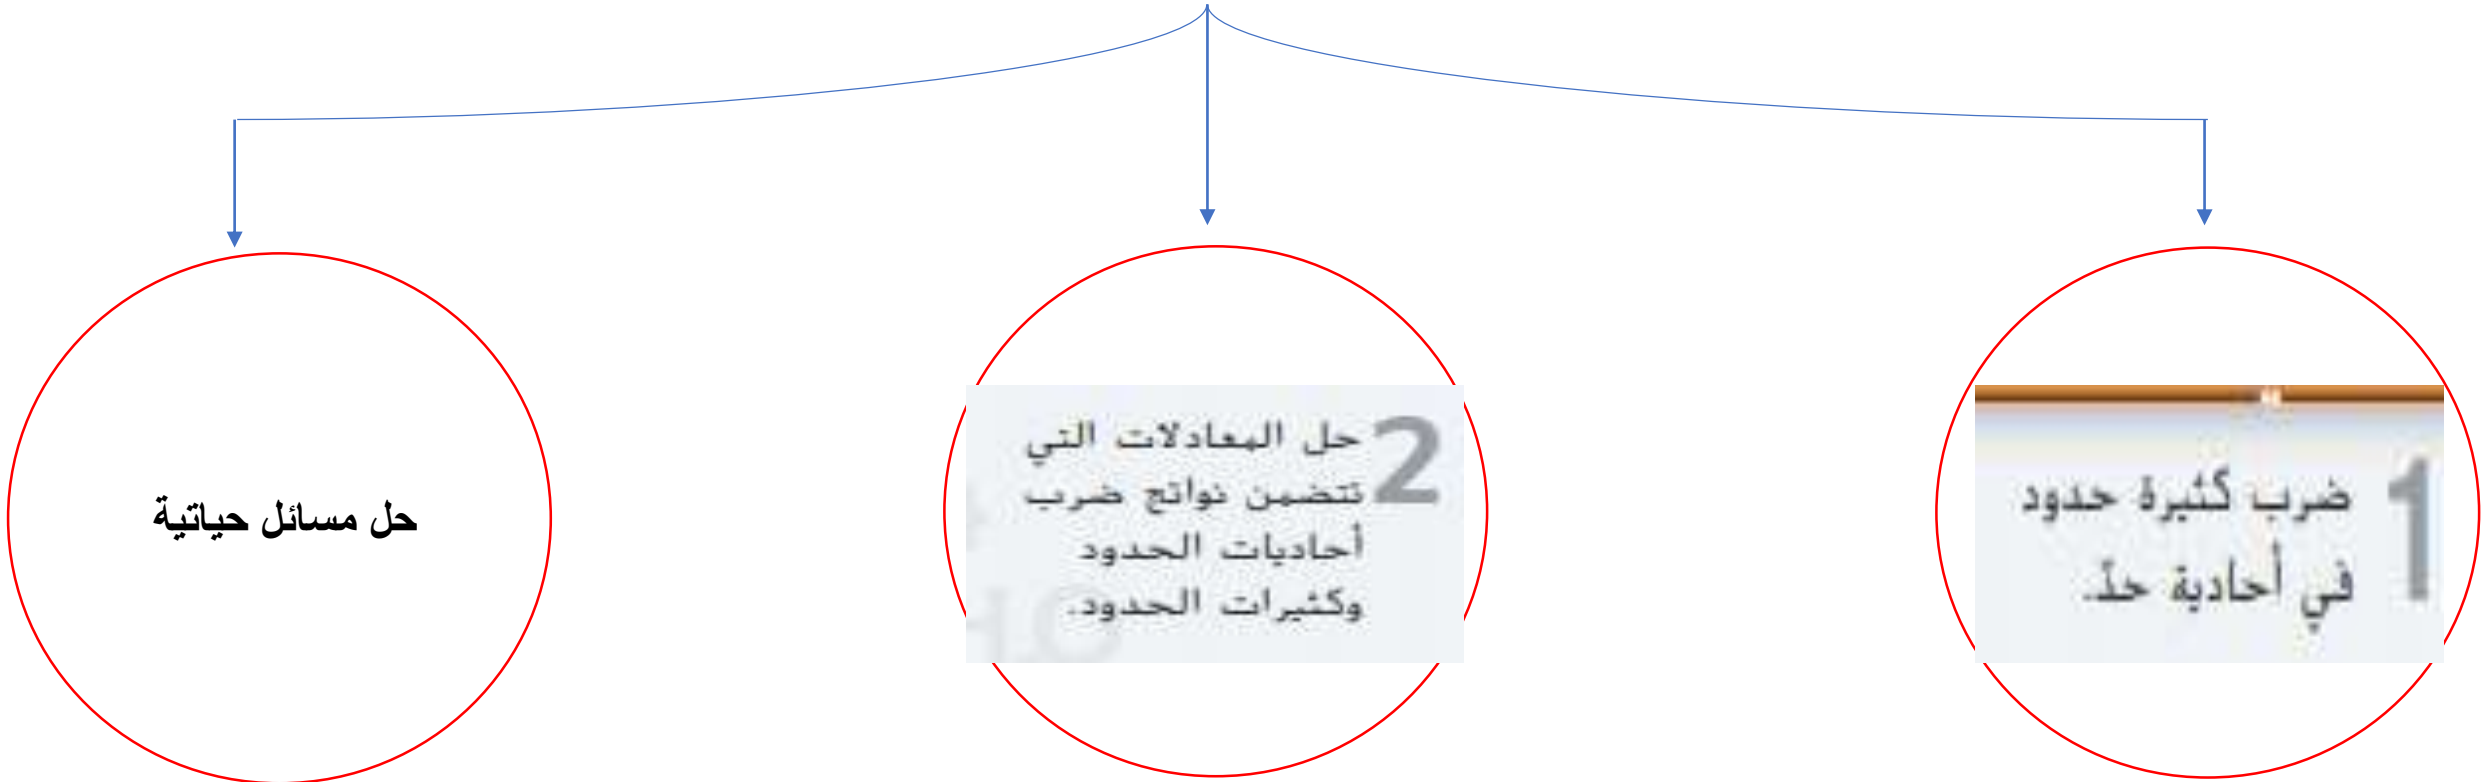 1
ضرب كثيرة حدود
في أحادية حدّ.
2
حل المعادلات التي
تتضمن نواتج ضرب
أحاديات الحدود
وكثيرات الحدود.
حل مسائل حياتية